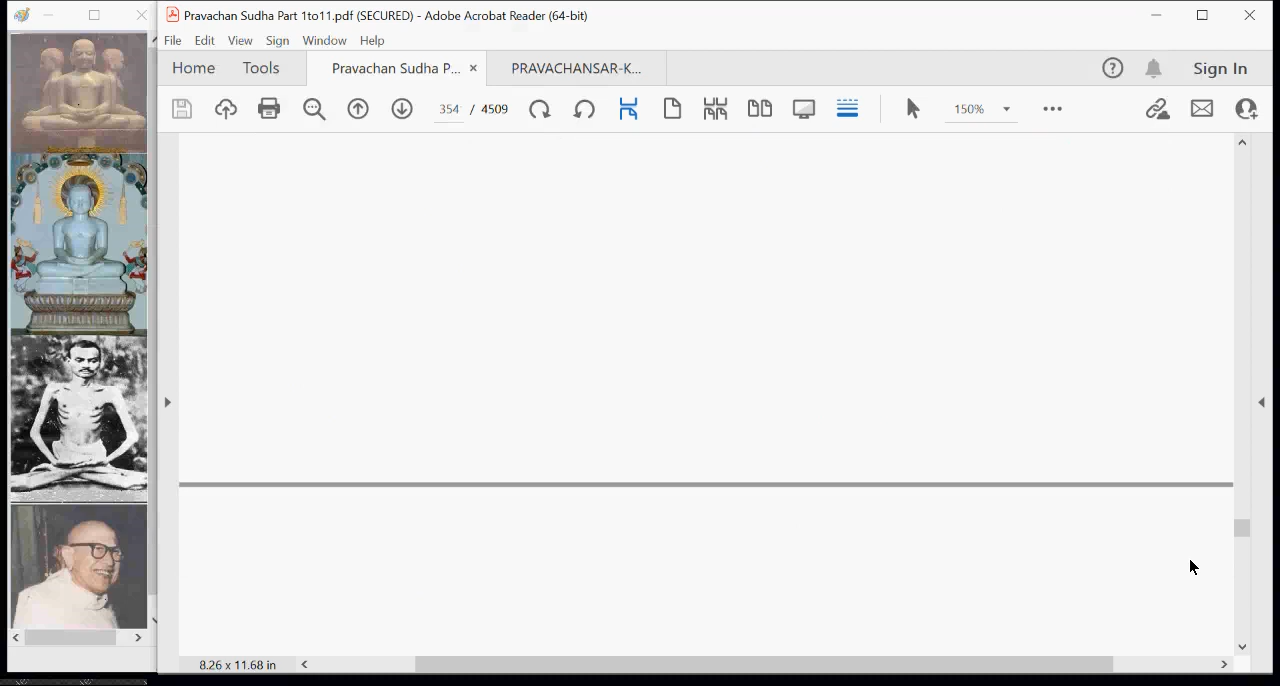 Pravachan Sudha Part 1to11.pdf (SECURED) - Adobe Acrobat Reader (64-bit)
File Edit View Sign Window Help
Home Tools Pravachan Sudha P... × PRAVACHANSAR-K... Sign In
354 / 4509 150%
8.26 x 11.68 in